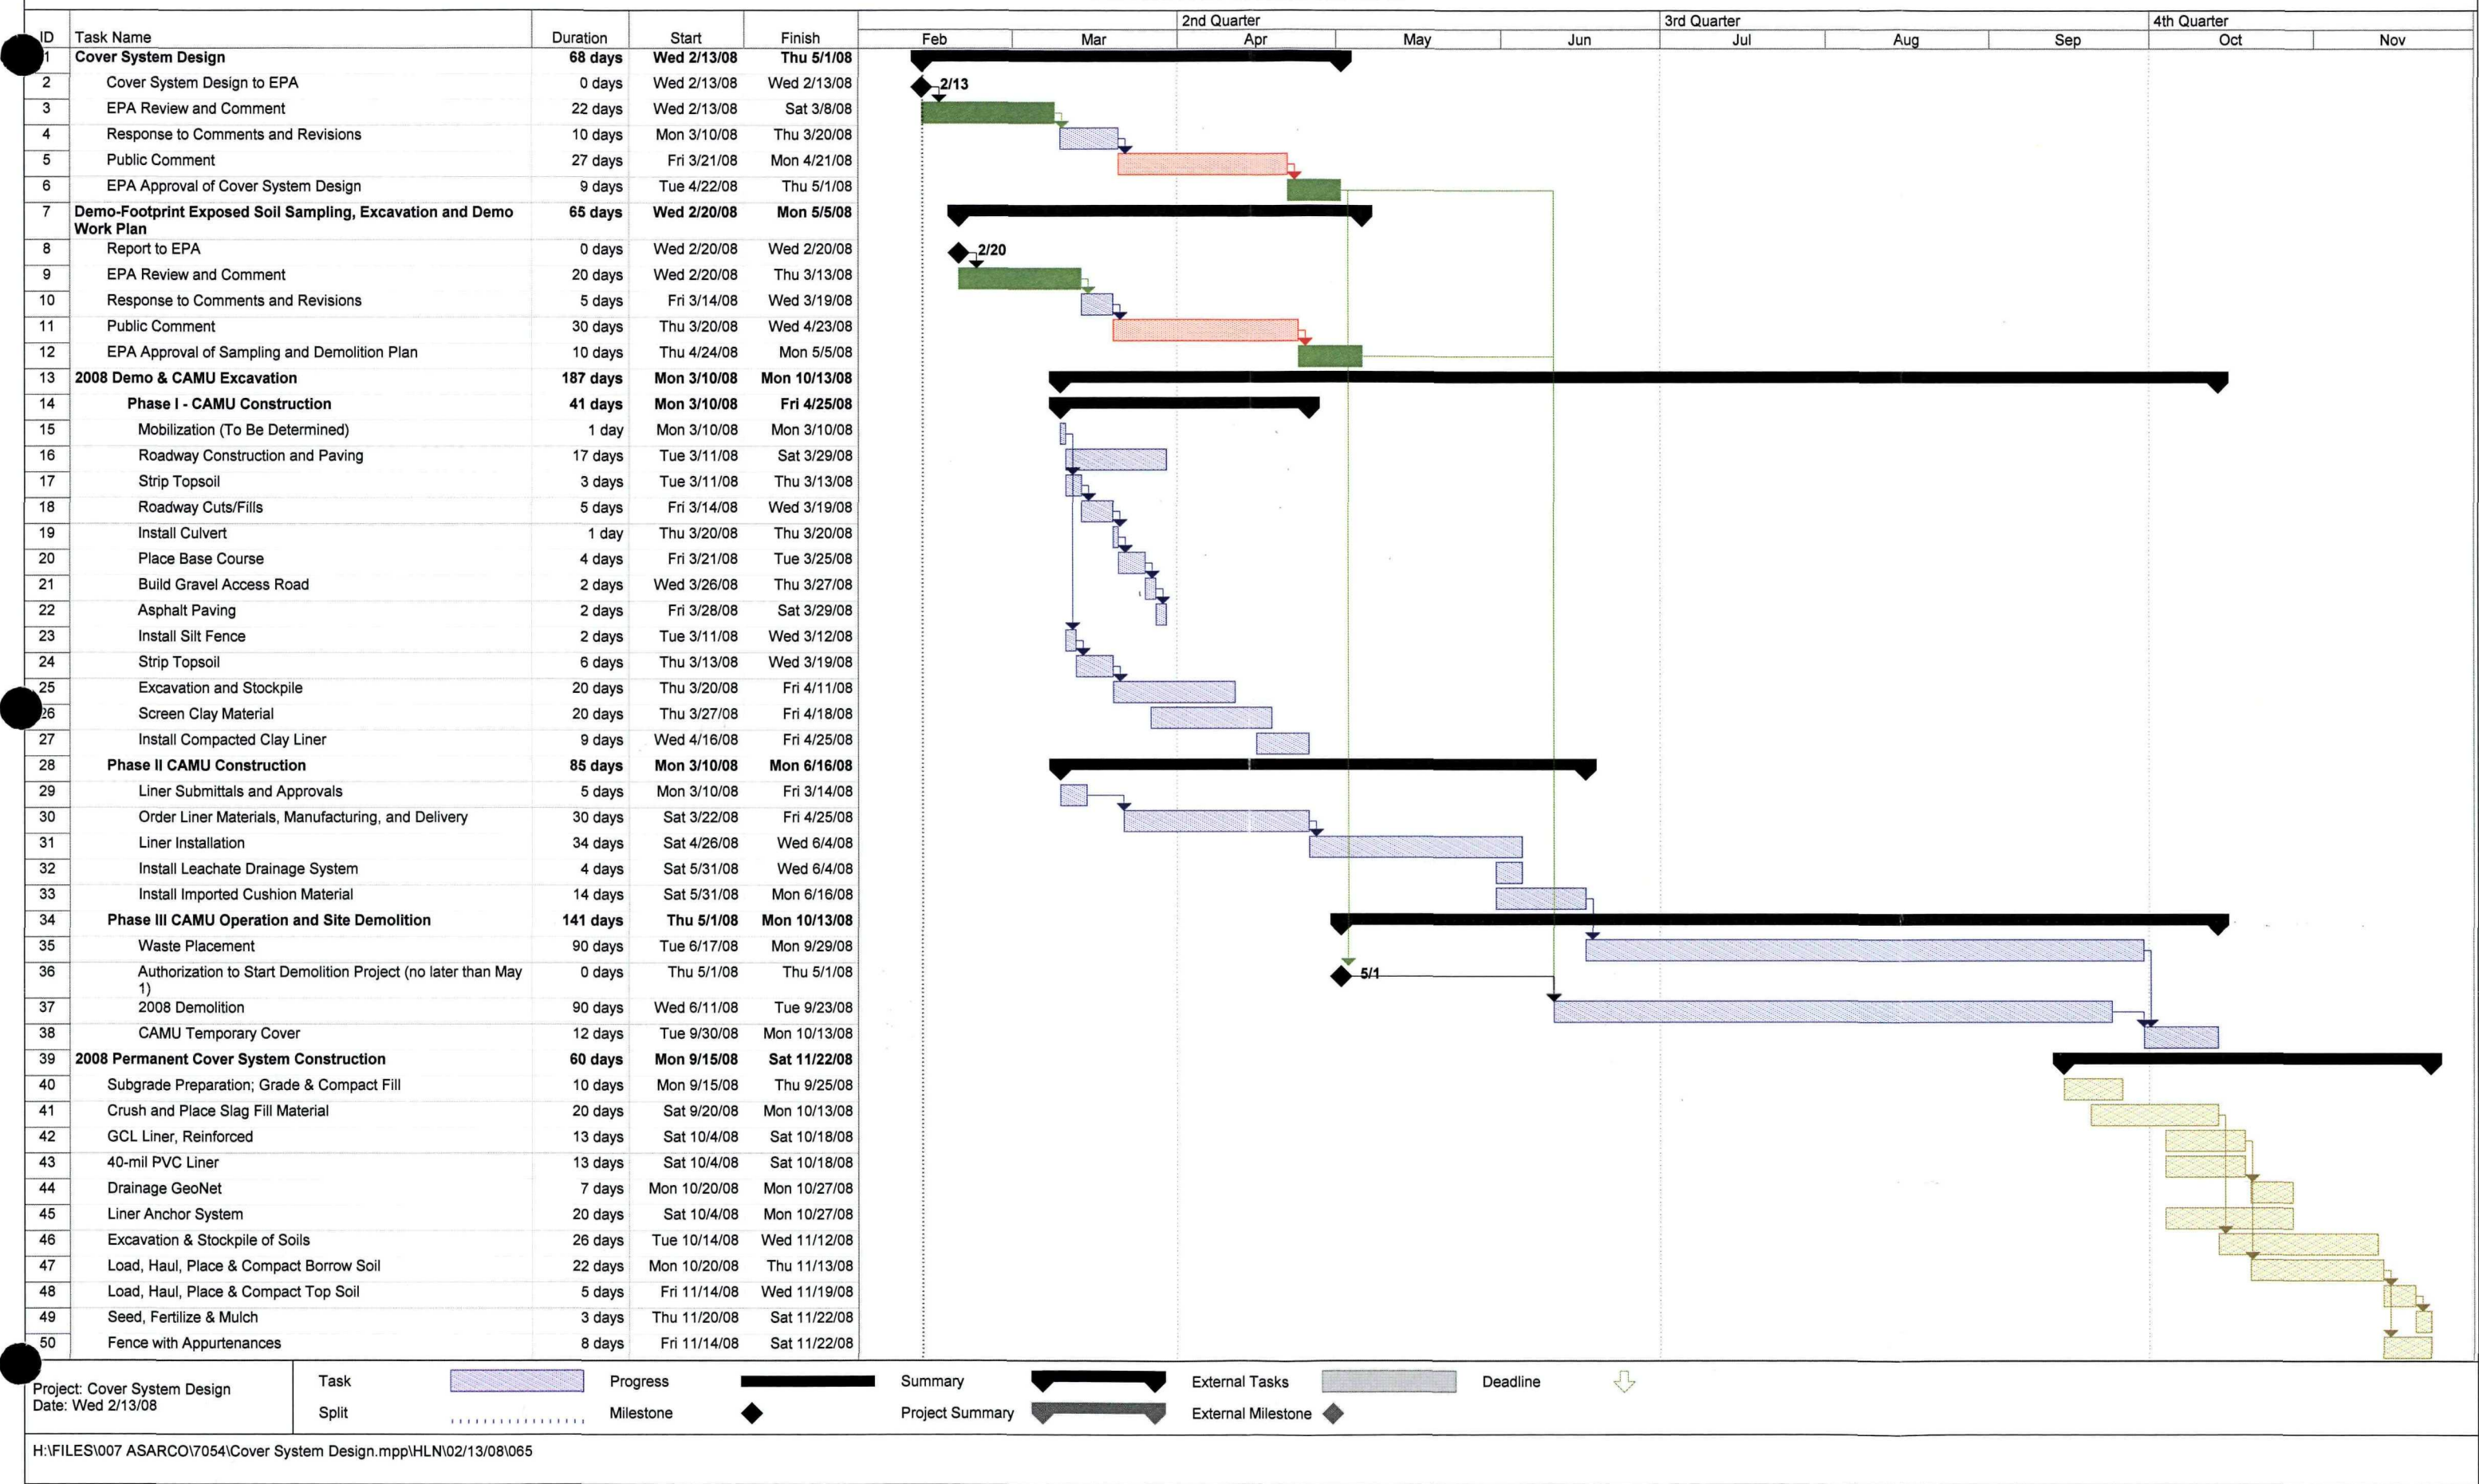 2nd Quarter 3rd Quarter 4th Quarter
ID Task Name Duration Start Finish Feb Mar Apr May Jun Jul Aug Sep Oct Nov
1 Cover System Design 68 days Wed 2/13/08 Thu 5/1/08
2 Cover System Design to EPA 0 days Wed 2/13/08 Wed 2/13/08 2/13
3 EPA Review and Comment 22 days Wed 2/13/08 Sat 3/8/08
4 Response to Comments and Revisions 10 days Mon 3/10/08 Thu 3/20/08
5 Public Comment 27 days Fri 3/21/08 Mon 4/21/08
6 EPA Approval of Cover System Design 9 days Tue 4/22/08 Thu 5/1/08
7 Demo-Footprint Exposed Soil Sampling, Excavation and Demo 65 days Wed 2/20/08 Mon 5/5/08
Work Plan
8 Report to EPA 0 days Wed 2/20/08 Wed 2/20/08 2/20
9 EPA Review and Comment 20 days Wed 2/20/08 Thu 3/13/08
10 Response to Comments and Revisions 5 days Fri 3/14/08 Wed 3/19/08
11 Public Comment 30 days Thu 3/20/08 Wed 4/23/08
12 EPA Approval of Sampling and Demolition Plan 10 days Thu 4/24/08 Mon 5/5/08
13 2008 Demo & CAMU Excavation 187 days Mon 3/10/08 Mon 10/13/08
14 Phase I - CAMU Construction 41 days Mon 3/10/08 Fri 4/25/08
15 Mobilization (To Be Determined) 1 day Mon 3/10/08 Mon 3/10/08
16 Roadway Construction and Paving 17 days Tue 3/11/08 Sat 3/29/08
17 Strip Topsoil 3 days Tue 3/11/08 Thu 3/13/08
18 Roadway Cuts/Fills 5 days Fri 3/14/08 Wed 3/19/08
19 Install Culvert 1 day Thu 3/20/08 Thu 3/20/08
20 Place Base Course 4 days Fri 3/21/08 Tue 3/25/08
21 Build Gravel Access Road 2 days Wed 3/26/08 Thu 3/27/08
22 Asphalt Paving 2 days Fri 3/28/08 Sat 3/29/08
23 Install Silt Fence 2 days Tue 3/11/08 Wed 3/12/08
24 Strip Topsoil 6 days Thu 3/13/08 Wed 3/19/08
25 Excavation and Stockpile 20 days Thu 3/20/08 Fri 4/11/08
26 Screen Clay Material 20 days Thu 3/27/08 Fri 4/18/08
27 Install Compacted Clay Liner 9 days Wed 4/16/08 Fri 4/25/08
28 Phase II CAMU Construction 85 days Mon 3/10/08 Mon 6/16/08
29 Liner Submittals and Approvals 5 days Mon 3/10/08 Fri 3/14/08
30 Order Liner Materials, Manufacturing, and Delivery 30 days Sat 3/22/08 Fri 4/25/08
31 Liner Installation 34 days Sat 4/26/08 Wed 6/4/08
32 Install Leachate Drainage System 4 days Sat 5/31/08 Wed 6/4/08
33 Install Imported Cushion Material 14 days Sat 5/31/08 Mon 6/16/08
34 Phase III CAMU Operation and Site Demolition 141 days Thu 5/1/08 Mon 10/13/08
35 Waste Placement 90 days Tue 6/17/08 Mon 9/29/08
36 Authorization to Start Demolition Project (no later than May 0 days Thu 5/1/08 Thu 5/1/08 5/1
1)
37 2008 Demolition 90 days Wed 6/11/08 Tue 9/23/08
38 CAMU Temporary Cover 12 days Tue 9/30/08 Mon 10/13/08
39 2008 Permanent Cover System Construction 60 days Mon 9/15/08 Sat 11/22/08
40 Subgrade Preparation; Grade & Compact Fill 10 days Mon 9/15/08 Thu 9/25/08
41 Crush and Place Slag Fill Material 20 days Sat 9/20/08 Mon 10/13/08
42 GCL Liner, Reinforced 13 days Sat 10/4/08 Sat 10/18/08
43 40-mil PVC Liner 13 days Sat 10/4/08 Sat 10/18/08
44 Drainage GeoNet 7 days Mon 10/20/08 Mon 10/27/08
45 Liner Anchor System 20 days Sat 10/4/08 Mon 10/27/08
46 Excavation & Stockpile of Soils 26 days Tue 10/14/08 Wed 11/12/08
47 Load, Haul, Place & Compact Borrow Soil 22 days Mon 10/20/08 Thu 11/13/08
48 Load, Haul, Place & Compact Top Soil 5 days Fri 11/14/08 Wed 11/19/08
49 Seed, Fertilize & Mulch 3 days Thu 11/20/08 Sat 11/22/08
50 Fence with Appurtenances 8 days Fri 11/14/08 Sat 11/22/08
Project: Cover System Design
Date: Wed 2/13/08
Task Progress Summary External Tasks Deadline
Split Milestone Project Summary External Milestone
H:\FILES\007 ASARCO\7054\Cover System Design.mpp\HLN\02/13/08\065